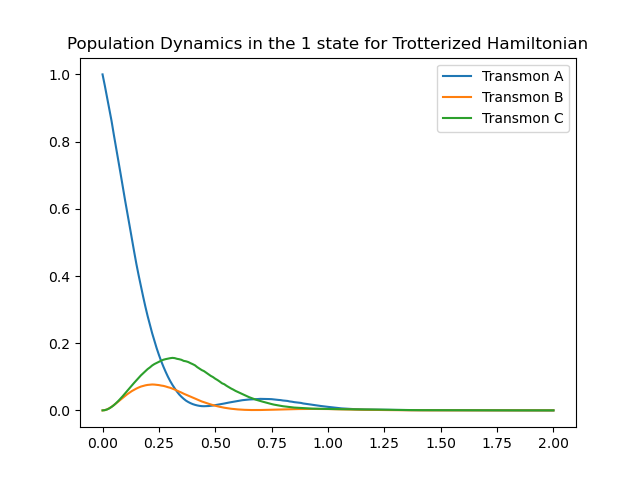 Population Dynamics in the 1 state for Trotterized Hamiltonian
Transmon A
Transmon B
Transmon C
1.0
0.8
0.6
0.4
0.2
0.0
0.00 0.25 0.50 0.75 1.00 1.25 1.50 1.75 2.00